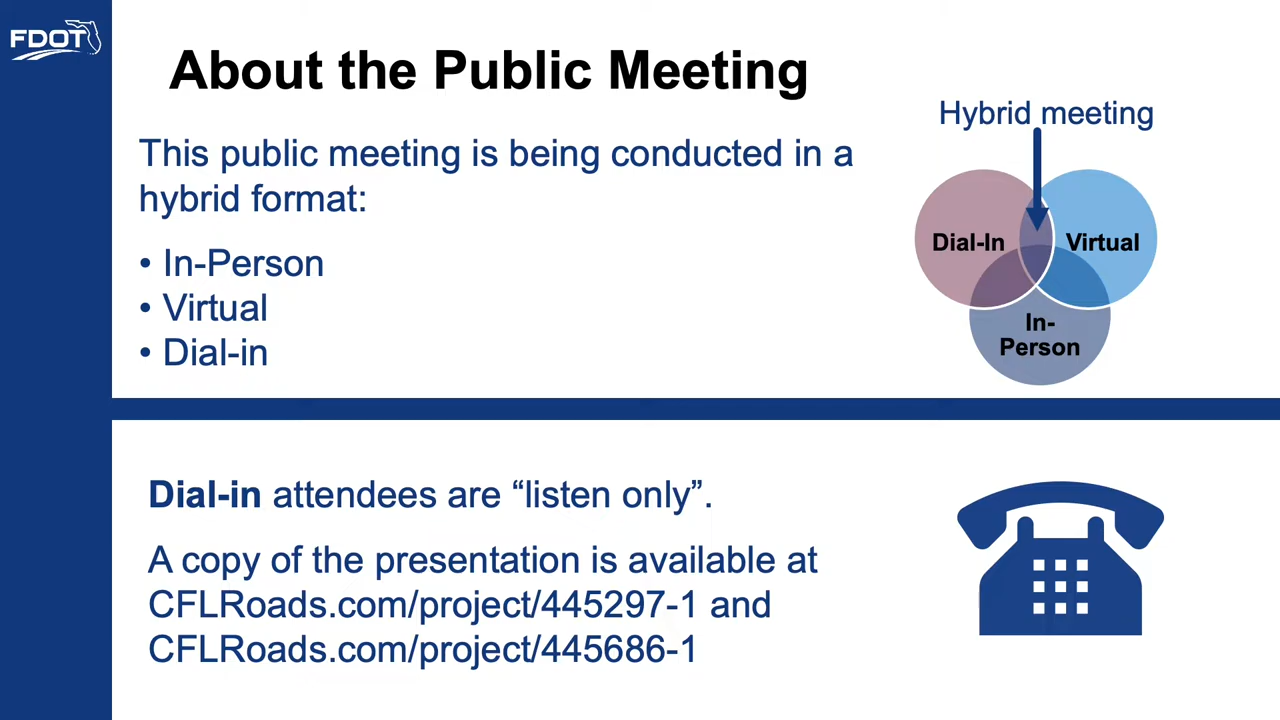 FDOT
About the Public Meeting
This public meeting is being conducted in a
hybrid format:
• In-Person
• Virtual
• Dial-in
Hybrid meeting
Dial-In
Virtual
In-
Person
Dial-in attendees are “listen only”.
A copy of the presentation is available at
CFLRoads.com/project/445297-1 and
CFLRoads.com/project/445686-1